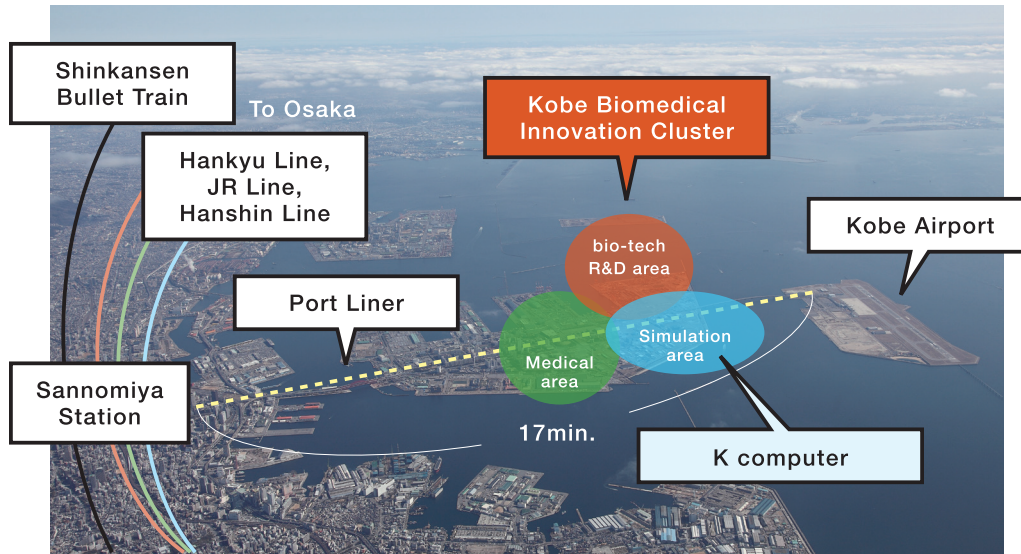 Shinkansen
Bullet Train
To Osaka
Hankyu Line,
JR Line,
Hanshin Line
Kobe Biomedical
Innovation Cluster
Kobe Airport
bio-tech
R&D area
Port Liner
Simulation
area
Medical
area
Sannomiya
Station
17min.
K computer